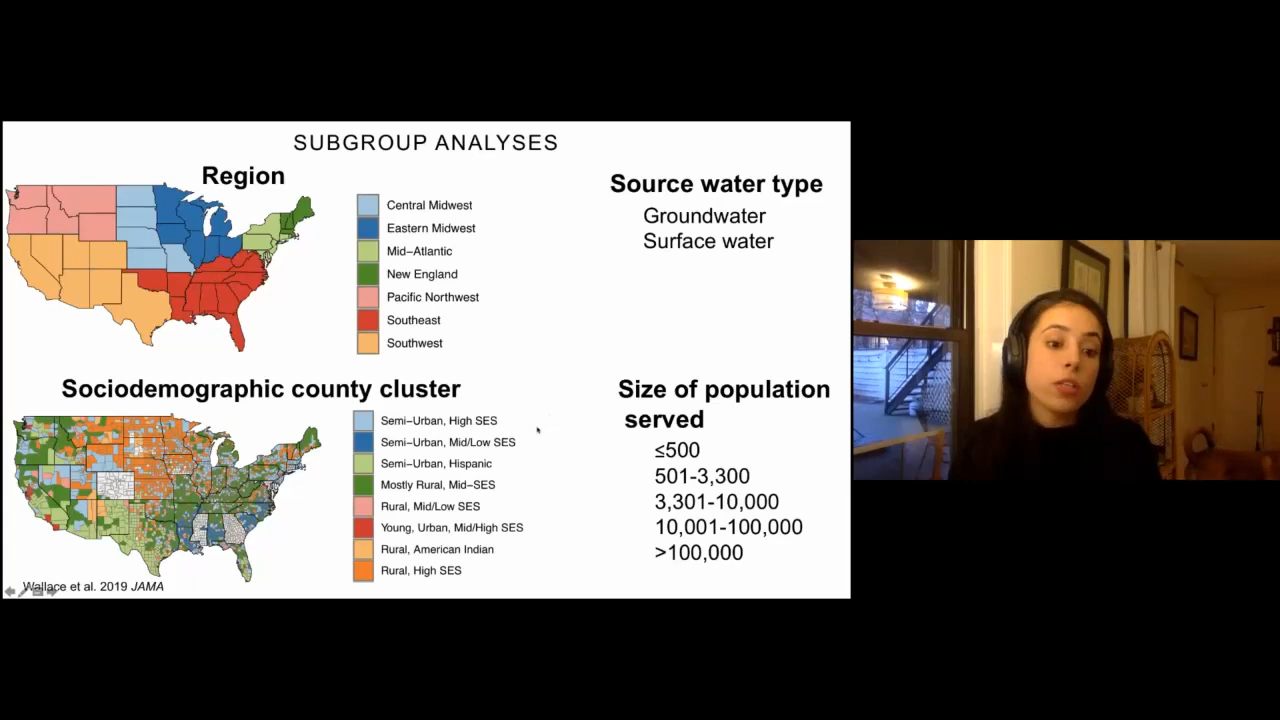 SUBGROUP ANALYSES
Region
Central Midwest
Eastern Midwest
Mid−Atlantic
New England
Pacific Northwest
Southeast
Southwest
Source water type
Groundwater
Surface water
Sociodemographic county cluster
Semi−Urban, High SES
Semi−Urban, Mid/Low SES
Semi−Urban, Hispanic
Mostly Rural, Mid−SES
Rural, Mid/Low SES
Young, Urban, Mid/High SES
Rural, American Indian
Rural, High SES
Wallace et al. 2019 JAMA
Size of population
served
≤500
501-3,300
3,301-10,000
10,001-100,000
>100,000